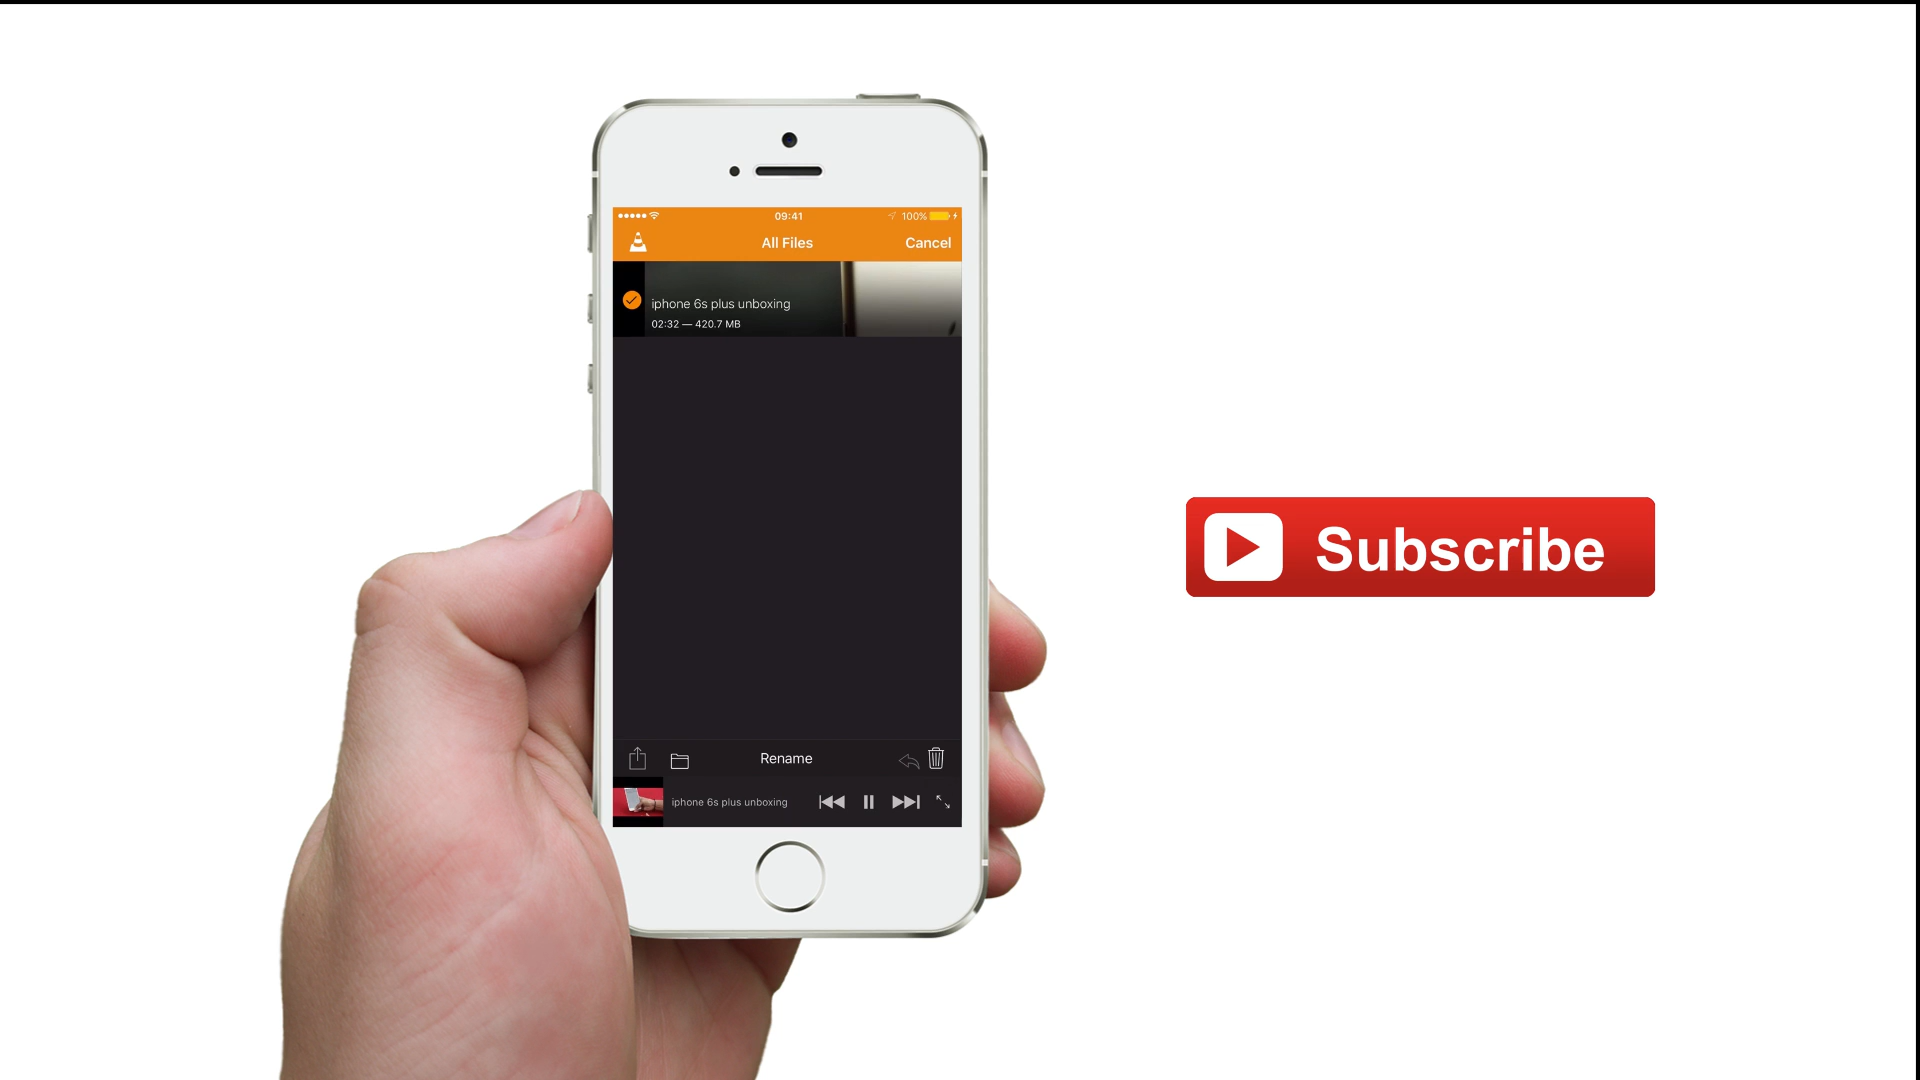 09:41
100%
All Files
Cancel
iphone 6s plus unboxing
02:32 — 420.7 MB
Rename
iphone 6s plus unboxing
Subscribe